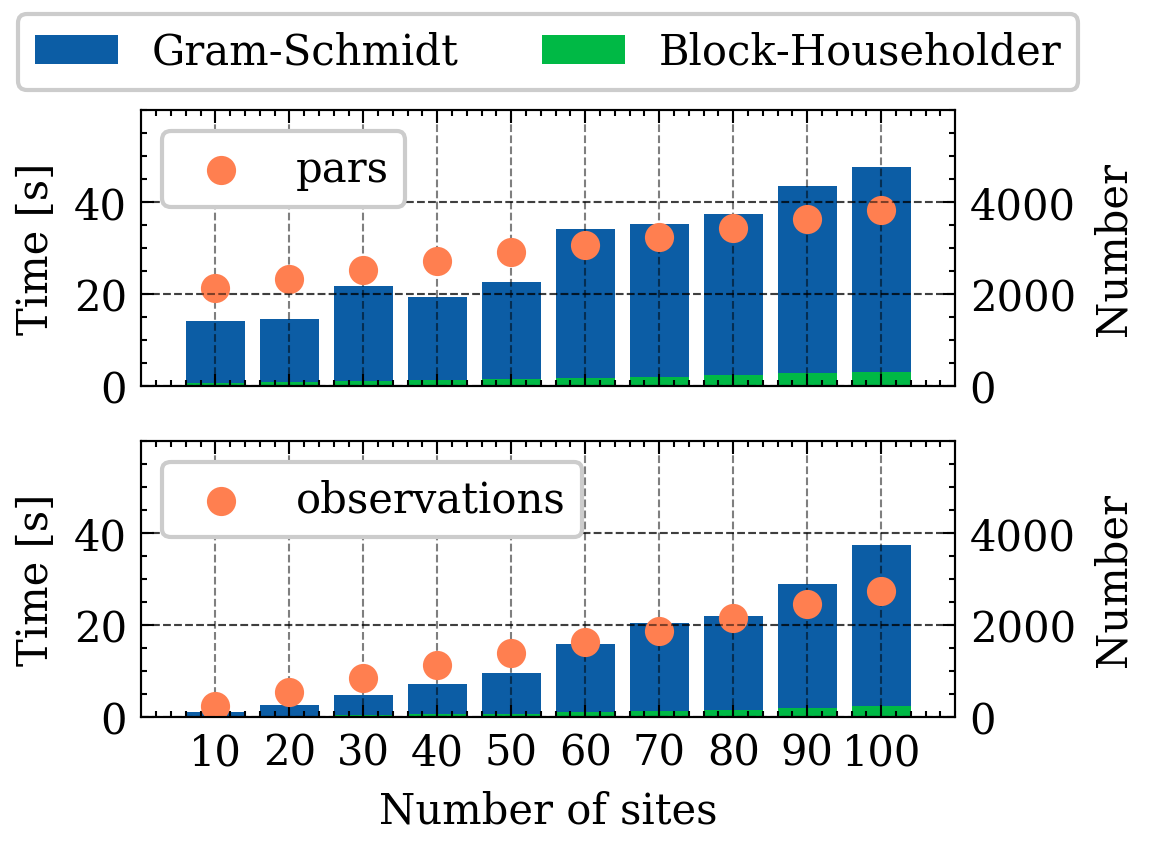 Gram-Schmidt Block-Householder
pars
Time [s]
40
20
0
4000
2000
0
Number
observations
Time [s]
40
20
0
4000
2000
0
Number
10 20 30 40 50 60 70 80 90 100
Number of sites